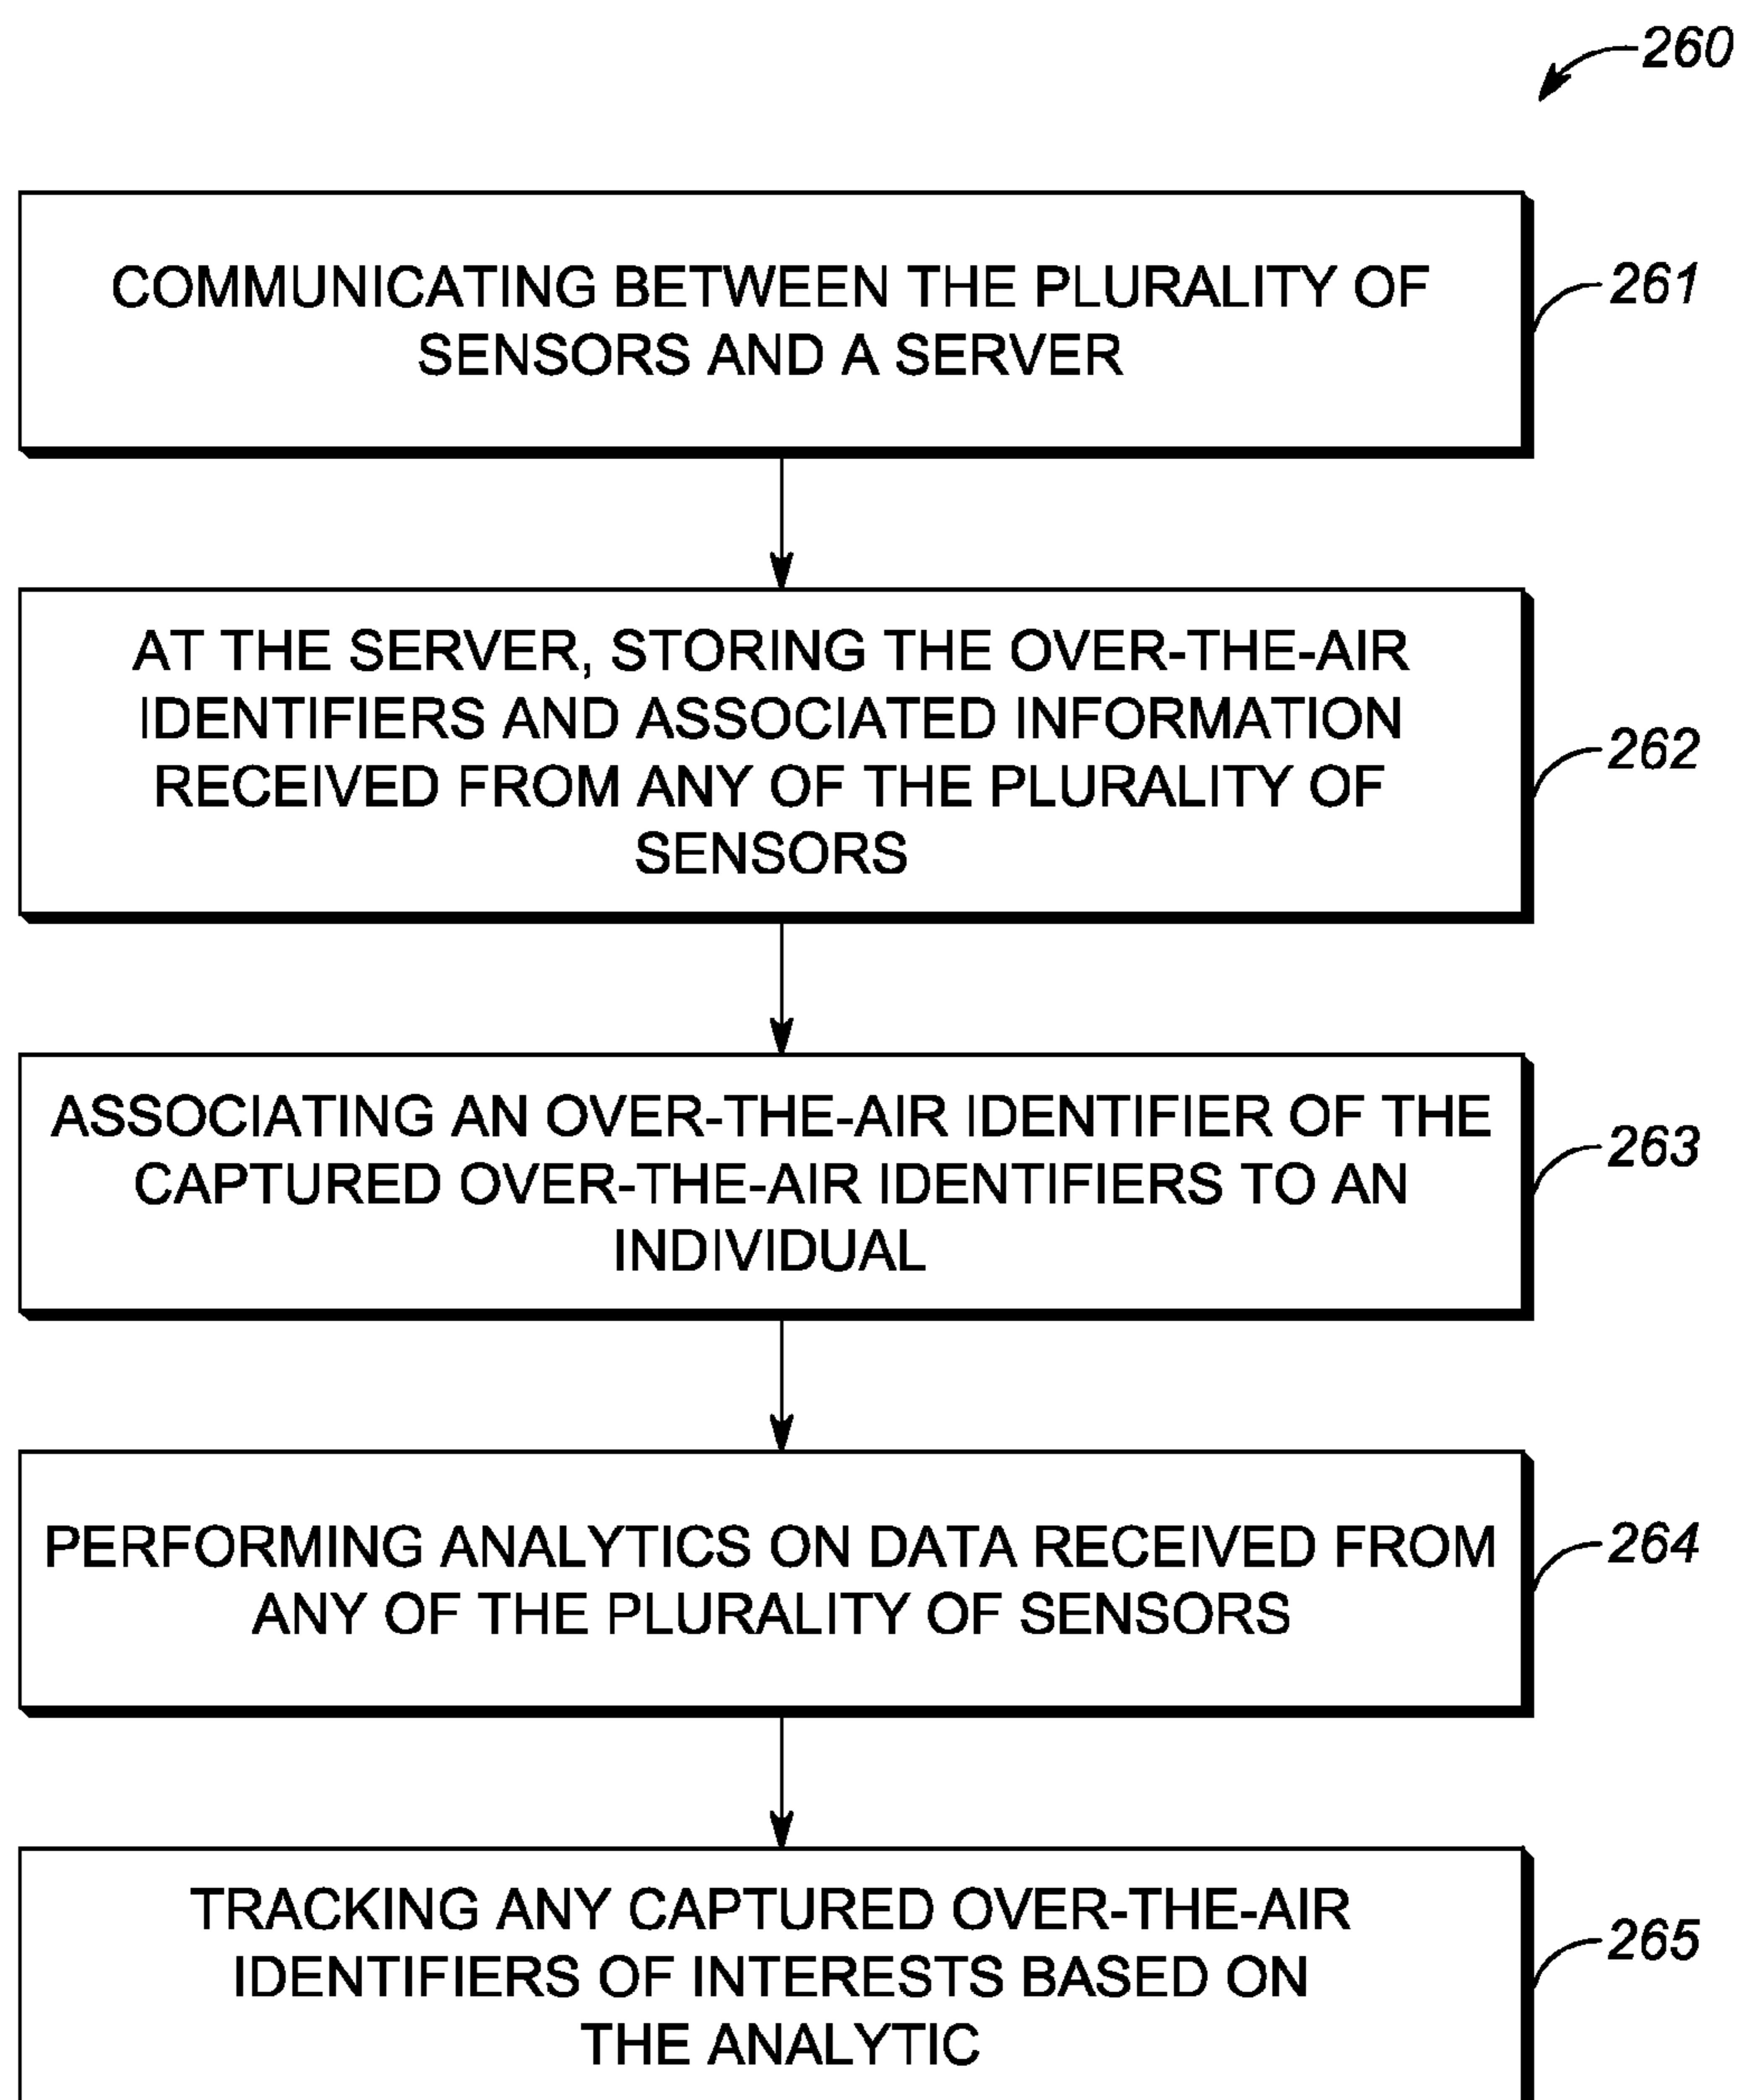 260
COMMUNICATING BETWEEN THE PLURALITY OF
SENSORS AND A SERVER
261
AT THE SERVER, STORING THE OVER-THE-AIR
IDENTIFIERS AND ASSOCIATED INFORMATION
RECEIVED FROM ANY OF THE PLURALITY OF
SENSORS
262
ASSOCIATING AN OVER-THE-AIR IDENTIFIER OF THE
CAPTURED OVER-THE-AIR IDENTIFIERS TO AN
INDIVIDUAL
263
PERFORMING ANALYTICS ON DATA RECEIVED FROM
ANY OF THE PLURALITY OF SENSORS
264
TRACKING ANY CAPTURED OVER-THE-AIR
IDENTIFIERS OF INTERESTS BASED ON
THE ANALYTIC
265